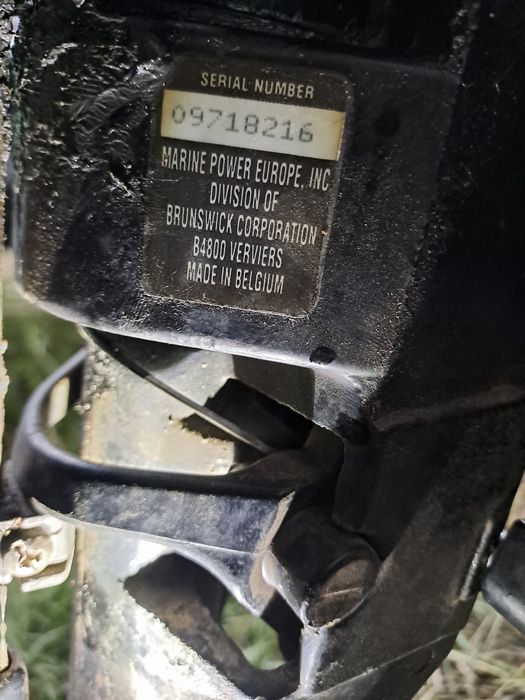 SERIAL NUMBER
09718216
MARINE POWER EUROPE, INC
DIVISION OF
BRUNSWICK CORPORATION
B4800 VERVIERS
MADE IN BELGIUM